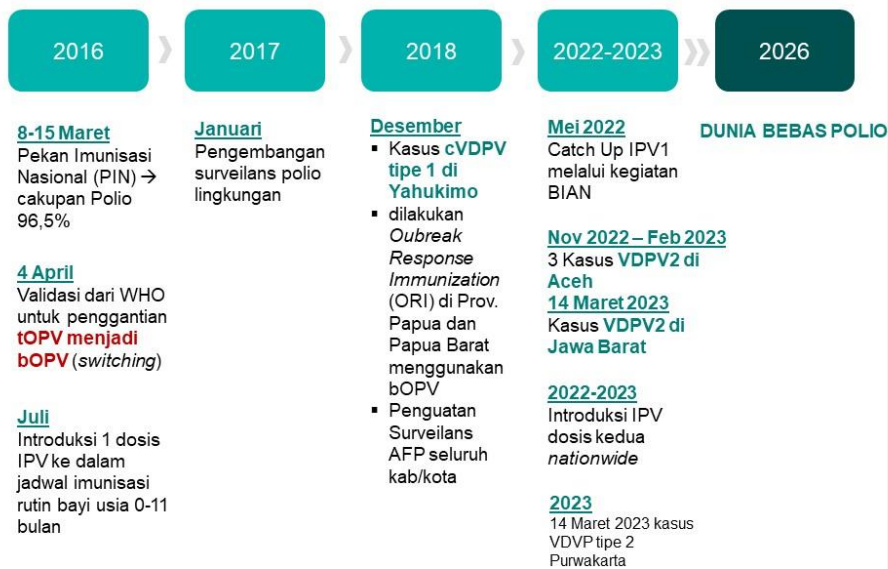 2016
2017
2018
2022-2023
2026
8-15 Maret
Pekan Imunisasi
Nasional (PIN) →
cakupan Polio
96,5%
4 April
Validasi dari WHO
untuk penggantian
tOPV menjadi
bOPV (switching)
Juli
Introduksi 1 dosis
IPV ke dalam
jadwal imunisasi
rutin bayi usia 0-11
bulan
Januari
Pengembangan
surveilans polio
lingkungan
Desember
▪ Kasus cVDPV
tipe 1 di
Yahukimo
▪ dilakukan
Oubreak
Response
Immunization
(ORI) di Prov.
Papua dan
Papua Barat
menggunakan
bOPV
▪ Penguatan
Surveilans
AFP seluruh
kab/kota
Mei 2022
Catch Up IPV1
melalui kegiatan
BIAN
Nov 2022 – Feb 2023
3 Kasus VDPV2 di
Aceh
14 Maret 2023
Kasus VDPV2 di
Jawa Barat
2022-2023
Introduksi IPV
dosis kedua
nationwide
2023
14 Maret 2023 kasus
VDVP tipe 2
Purwakarta
DUNIA BEBAS POLIO